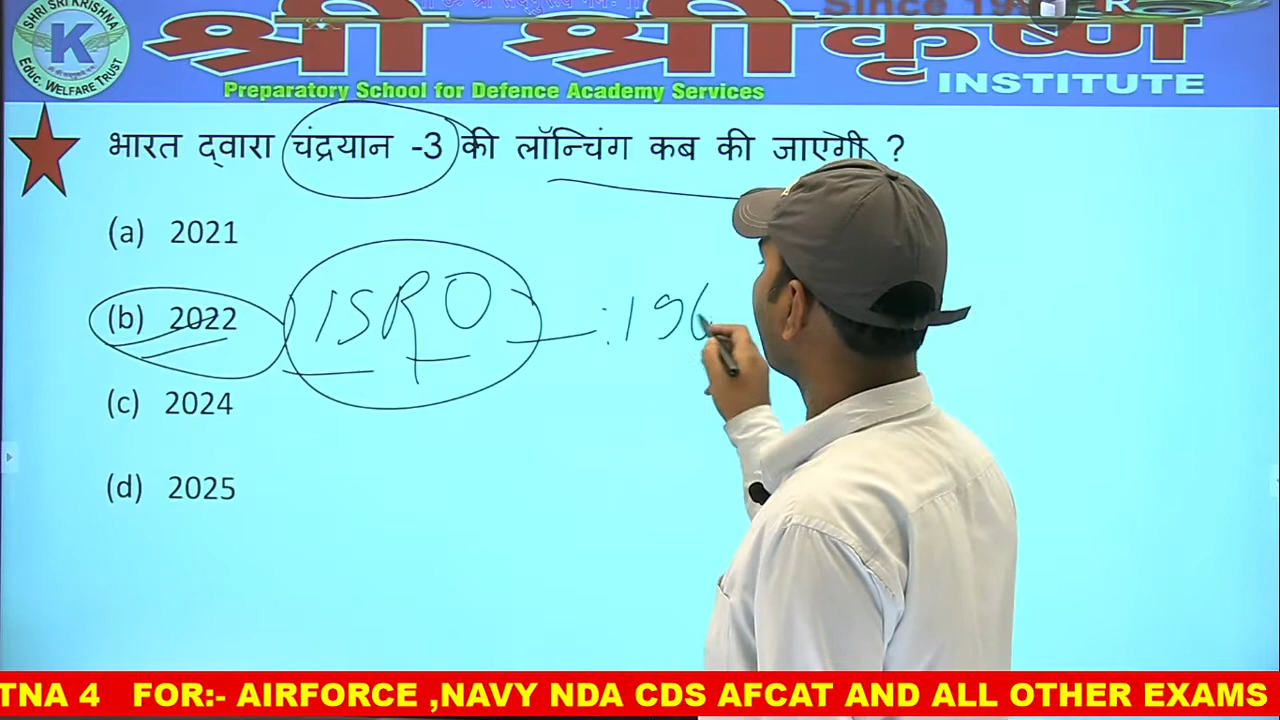 SHRI SRI KRISHNA
K
Educ. WELFARE TRUST
Since
श्री श्री कृष्ण
INSTITUTE
Preparatory School for Defence Academy Services
भारत द्वारा चंद्रयान -3 की लॉन्चिंग कब की जाएगी ?
(a) 2021
(b) 2022
ISRO - : 196
(c) 2024
(d) 2025
TNA 4 FOR:- AIRFORCE ,NAVY NDA CDS AFCAT AND ALL OTHER EXAMS